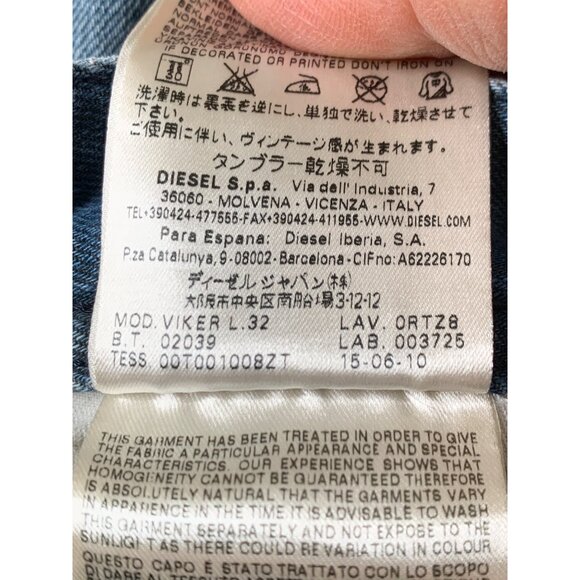 IF DECORATED OR PRINTED DON'T IRON ON
洗濯時は裏表を逆にし、単独で洗い、乾燥させて
下さい。
ご使用に伴い、ヴィンテージ感が生まれます。
タンブラー乾燥不可
DIESEL S.p.a. Via dell' Industria, 7
36060 - MOLVENA - VICENZA - ITALY
TEL+390424-477555-FAX+390424-411955-WWW.DIESEL.COM
Para Espana: Diesel Iberia, S.A.
P.za Catalunya, 9-08002-Barcelona-CIFno:A62226170
ディーゼルジャパン(株)
大阪市中央区南船場3-12-12
MOD. VIKER L.32 LAV. 0RTZ8
B.T. 02039 LAB. 003725
TESS. 00T001008ZT 15-06-10
THIS GARMENT HAS BEEN TREATED IN ORDER TO GIVE
THE FABRIC A PARTICULAR APPEARANCE AND SPECIAL
CHARACTERISTICS. OUR EXPERIENCE SHOWS THAT
HOMOGENEITY CANNOT BE GUARANTEED THEREFORE
IS ABSOLUTELY NATURAL THAT THE GARMENTS VARY
IN APPARIENCE IN THE TIME IT IS ADVISABLE TO WASH
THIS GARMENT SEPARATELY AND NOT EXPOSE TO THE
SUNLIGHT AS THERE COULD BE VARIATION IN COLOUR
QUESTO CAPO È STATO TRATTATO CON LO SCOPO